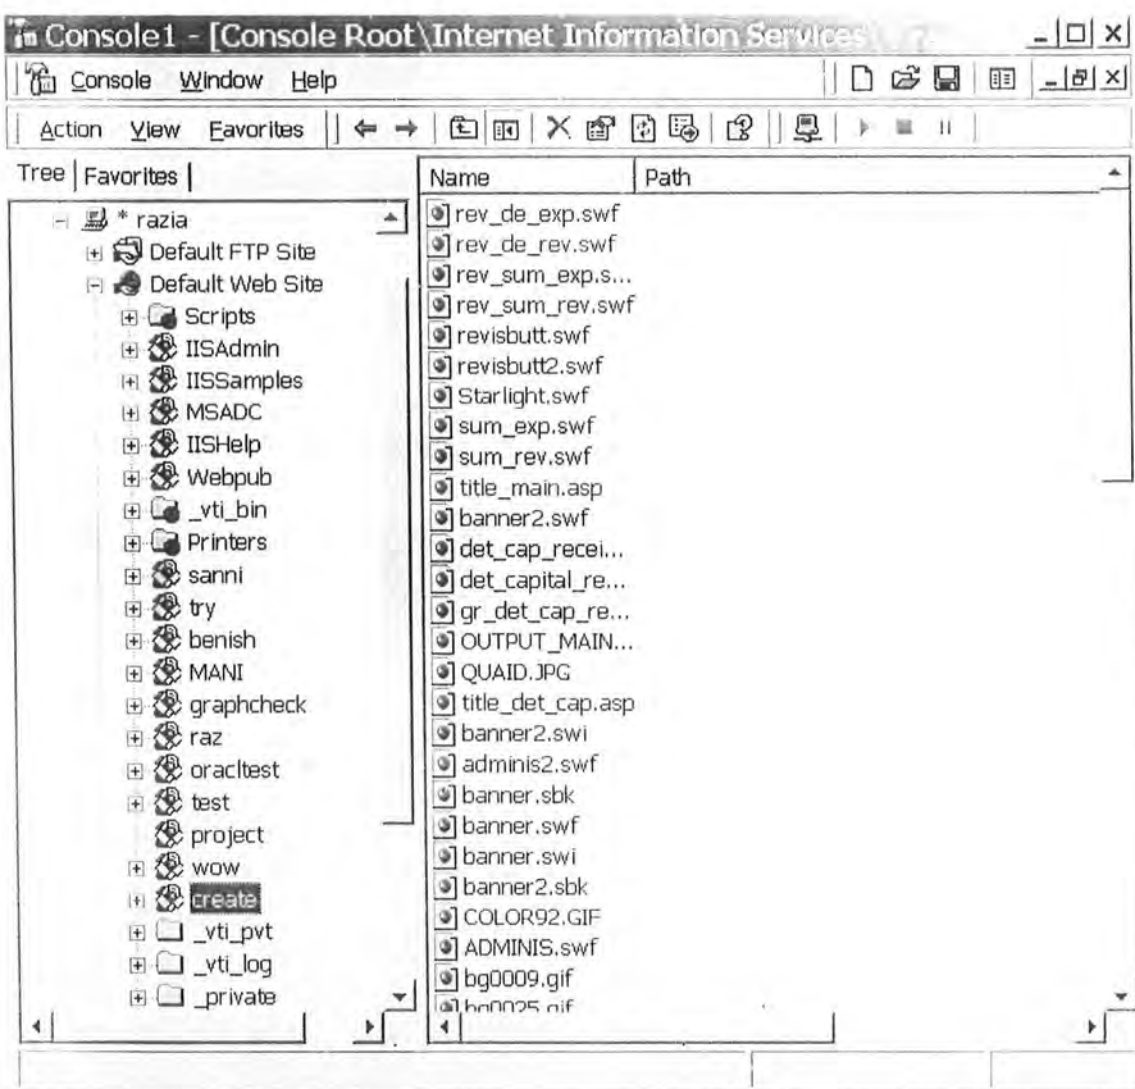 Console1 - [Console Root\Internet Information Services
Console Window Help
Action View Favorites
Tree Favorites
* razia
Default FTP Site
Default Web Site
Scripts
IISAdmin
IISSamples
MSADC
IISHelp
Webpub
_vti_bin
Printers
sanni
try
benish
MANI
graphcheck
raz
oracltest
test
project
wow
create
_vti_pvt
_vti_log
_private
Name Path
rev_de_exp.swf
rev_de_rev.swf
rev_sum_exp.s...
rev_sum_rev.swf
revisbutt.swf
revisbutt2.swf
Starlight.swf
sum_exp.swf
sum_rev.swf
title_main.asp
banner2.swf
det_cap_recei...
det_capital_re...
gr_det_cap_re...
OUTPUT_MAIN...
QUAID.JPG
title_det_cap.asp
banner2.swi
adminis2.swf
banner.sbk
banner.swf
banner.swi
banner2.sbk
COLOR92.GIF
ADMINIS.swf
bg0009.gif
bg0025.gif